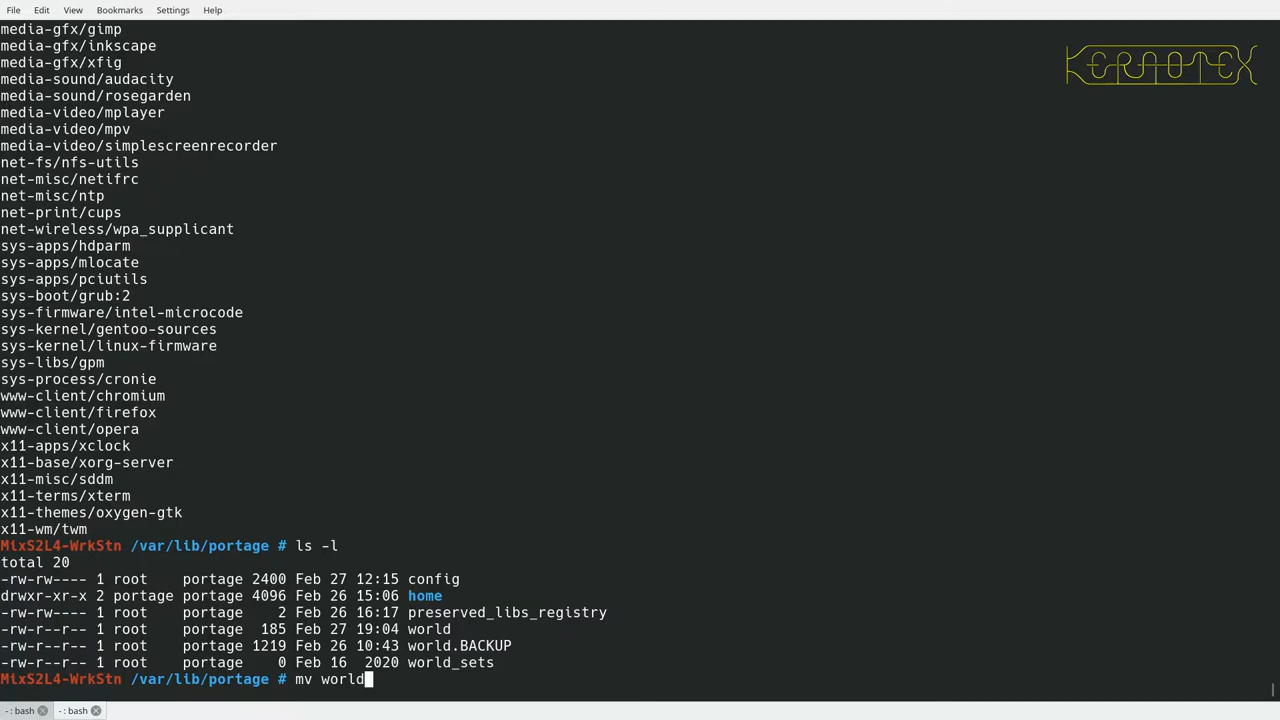 File Edit View Bookmarks Settings Help
media-gfx/gimp
media-gfx/inkscape
media-gfx/xfig
media-sound/audacity
media-sound/rosegarden
media-video/mplayer
media-video/mpv
media-video/simplescreenrecorder
net-fs/nfs-utils
net-misc/netifrc
net-misc/ntp
net-print/cups
net-wireless/wpa_supplicant
sys-apps/hdparm
sys-apps/mlocate
sys-apps/pciutils
sys-boot/grub:2
sys-firmware/intel-microcode
sys-kernel/gentoo-sources
sys-kernel/linux-firmware
sys-libs/gpm
sys-process/cronie
www-client/chromium
www-client/firefox
www-client/opera
x11-apps/xclock
x11-base/xorg-server
x11-misc/sddm
x11-terms/xterm
x11-themes/oxygen-gtk
x11-wm/twm
MixS2L4-WrkStn /var/lib/portage # ls -l
total 20
-rw-rw---- 1 root    portage 2400 Feb 27 12:15 config
drwxr-xr-x 2 portage portage 4096 Feb 26 15:06 home
-rw-rw---- 1 root    portage    2 Feb 26 16:17 preserved_libs_registry
-rw-r--r-- 1 root    portage  185 Feb 27 19:04 world
-rw-r--r-- 1 root    portage 1219 Feb 26 10:43 world.BACKUP
-rw-r--r-- 1 root    portage    0 Feb 16  2020 world_sets
MixS2L4-WrkStn /var/lib/portage # mv world
- : bash
- : bash